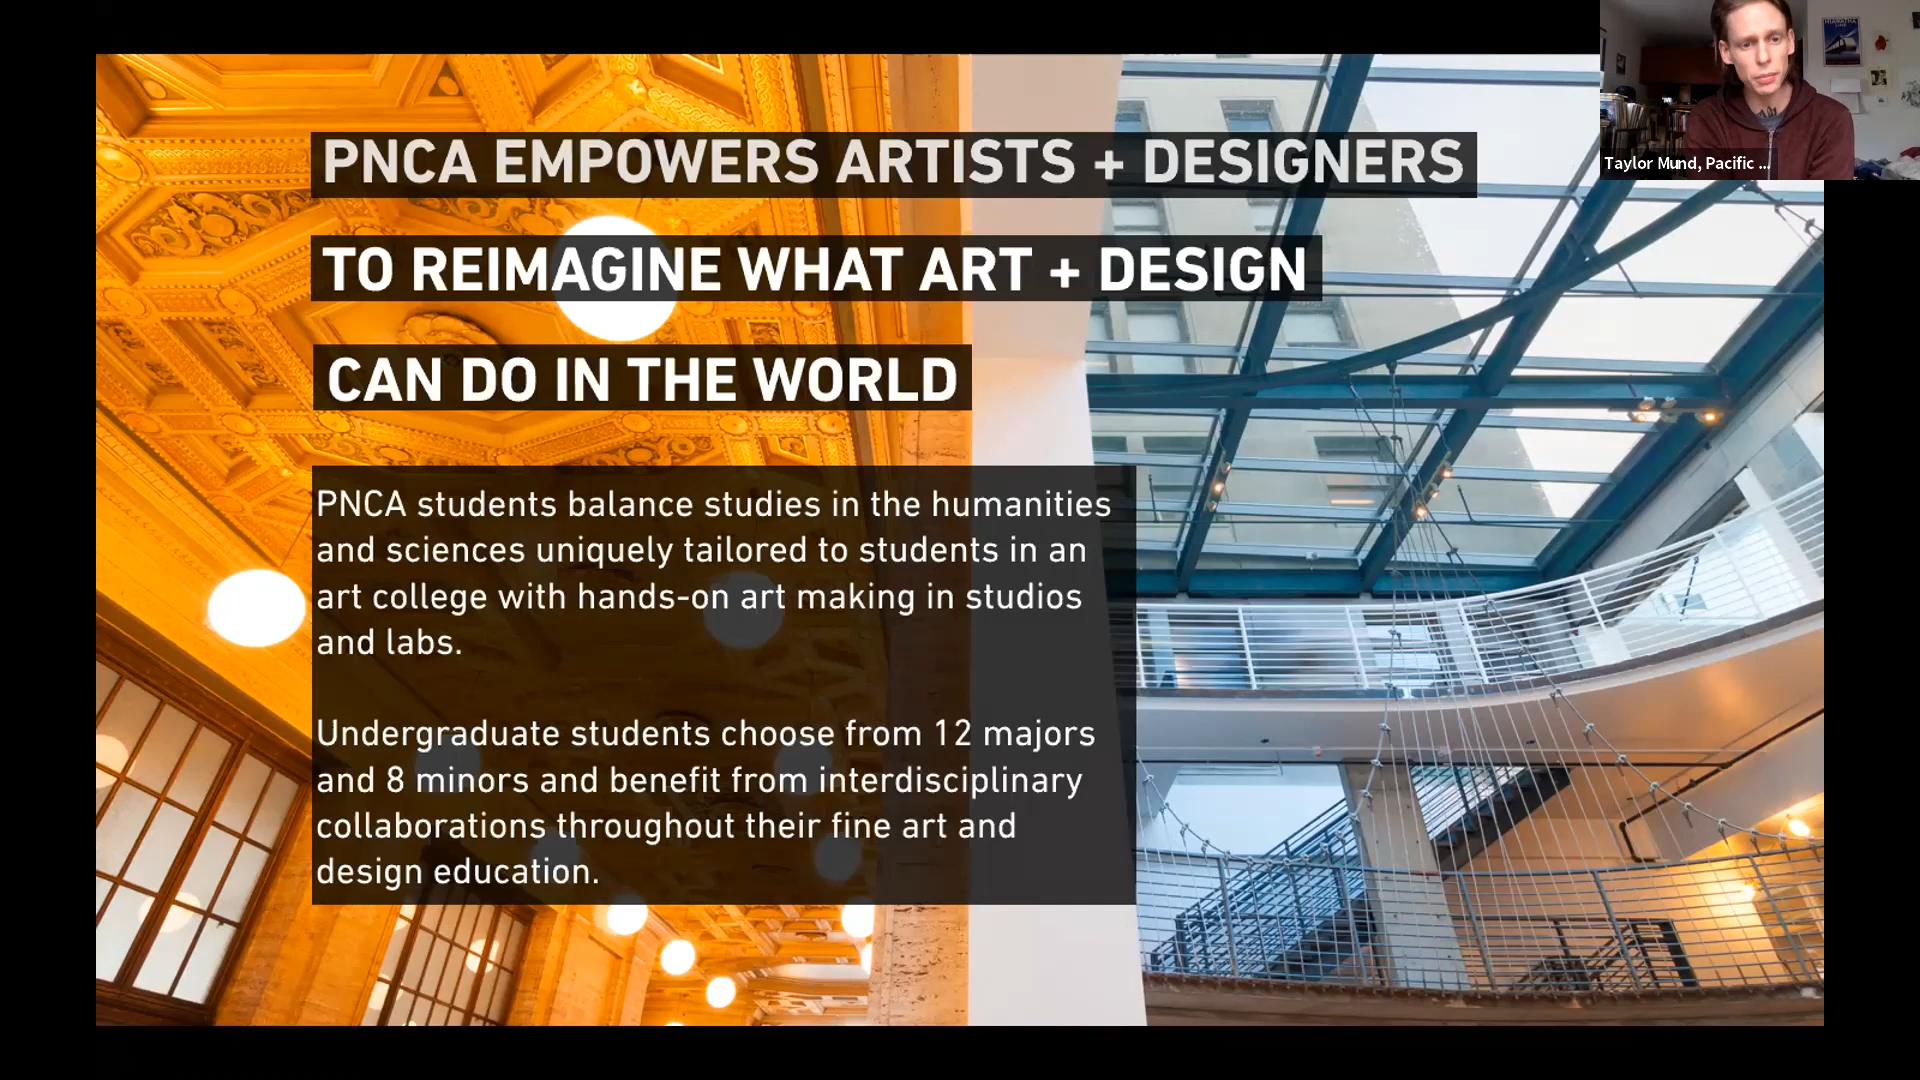 PNCA EMPOWERS ARTISTS + DESIGNERS
TO REIMAGINE WHAT ART + DESIGN
CAN DO IN THE WORLD
PNCA students balance studies in the humanities
and sciences uniquely tailored to students in an
art college with hands-on art making in studios
and labs.
Undergraduate students choose from 12 majors
and 8 minors and benefit from interdisciplinary
collaborations throughout their fine art and
design education.
HIAWATHA
LINE
Taylor Mund, Pacific ...